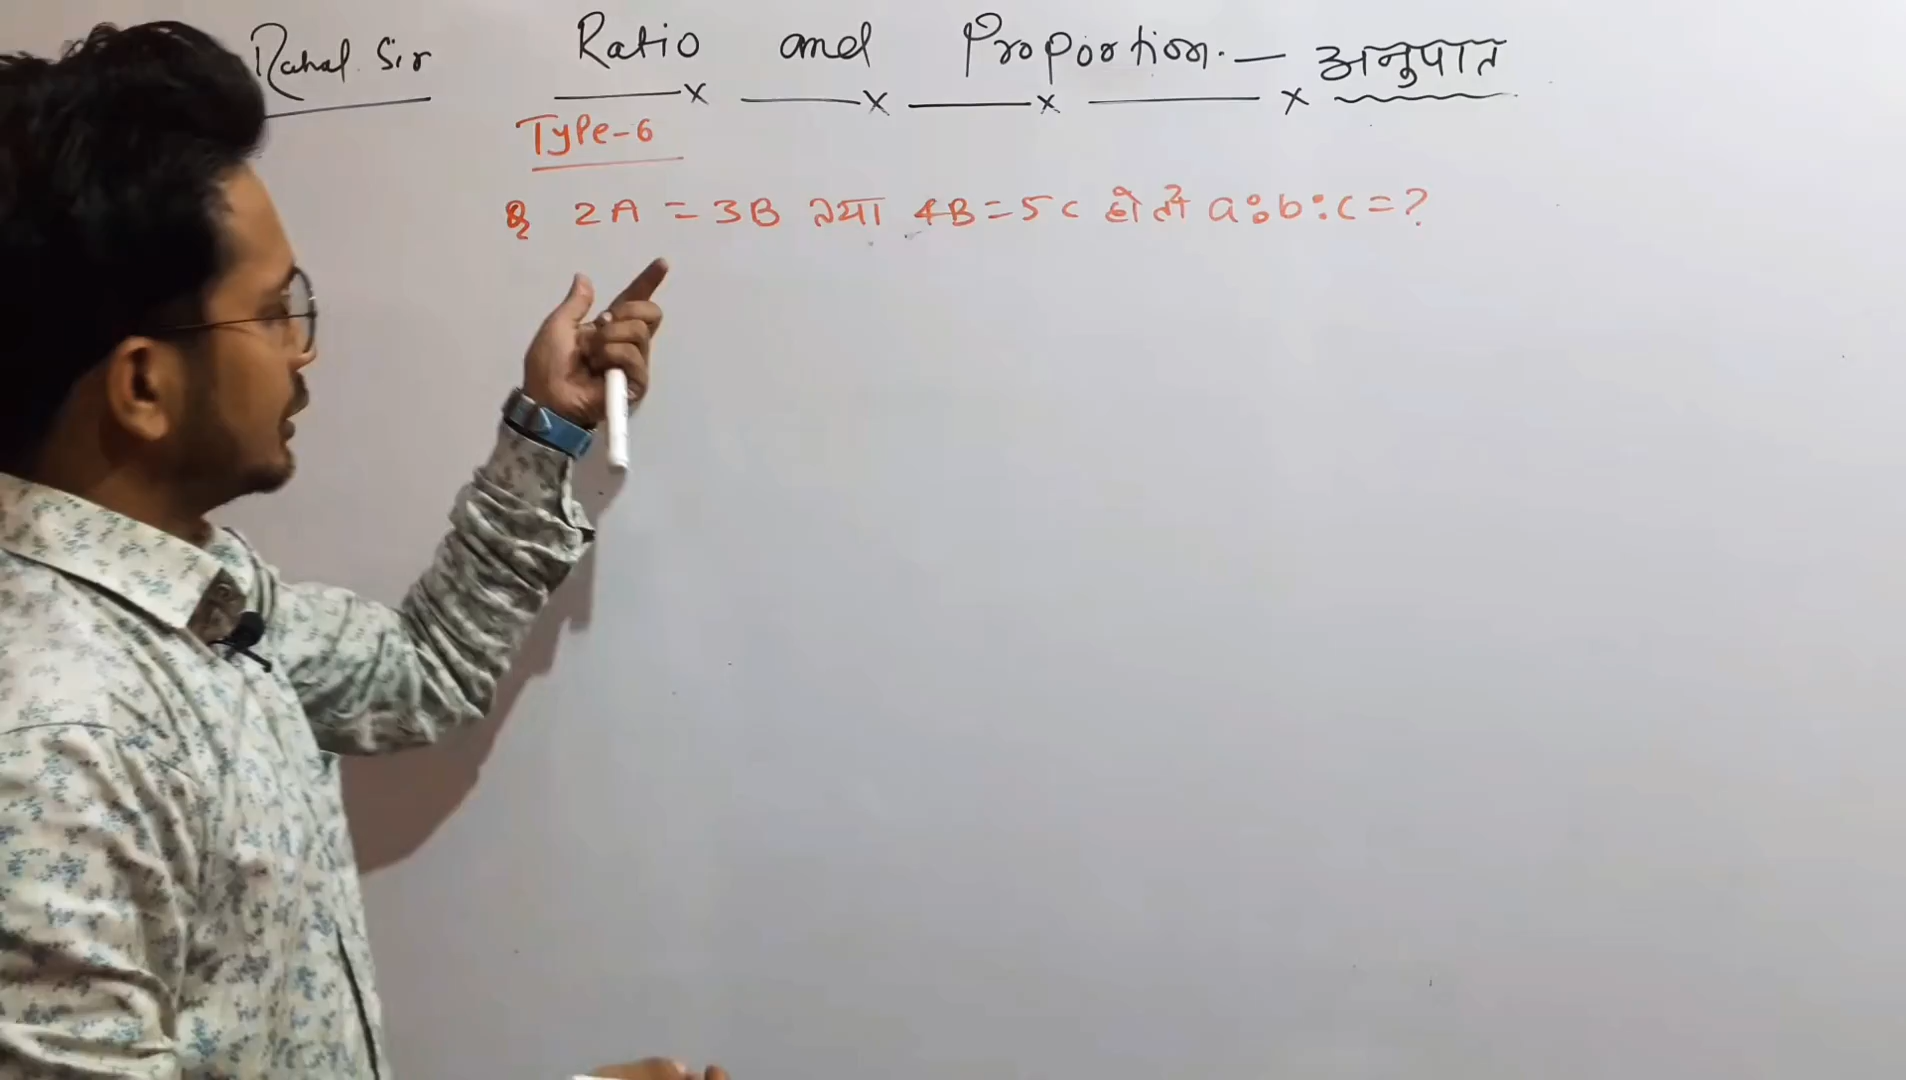 Rahul Sir Ratio and Proportion. — अनुपात
Type-6
Q 2A = 3B तथा 4B = 5C हो तो a:b:c = ?